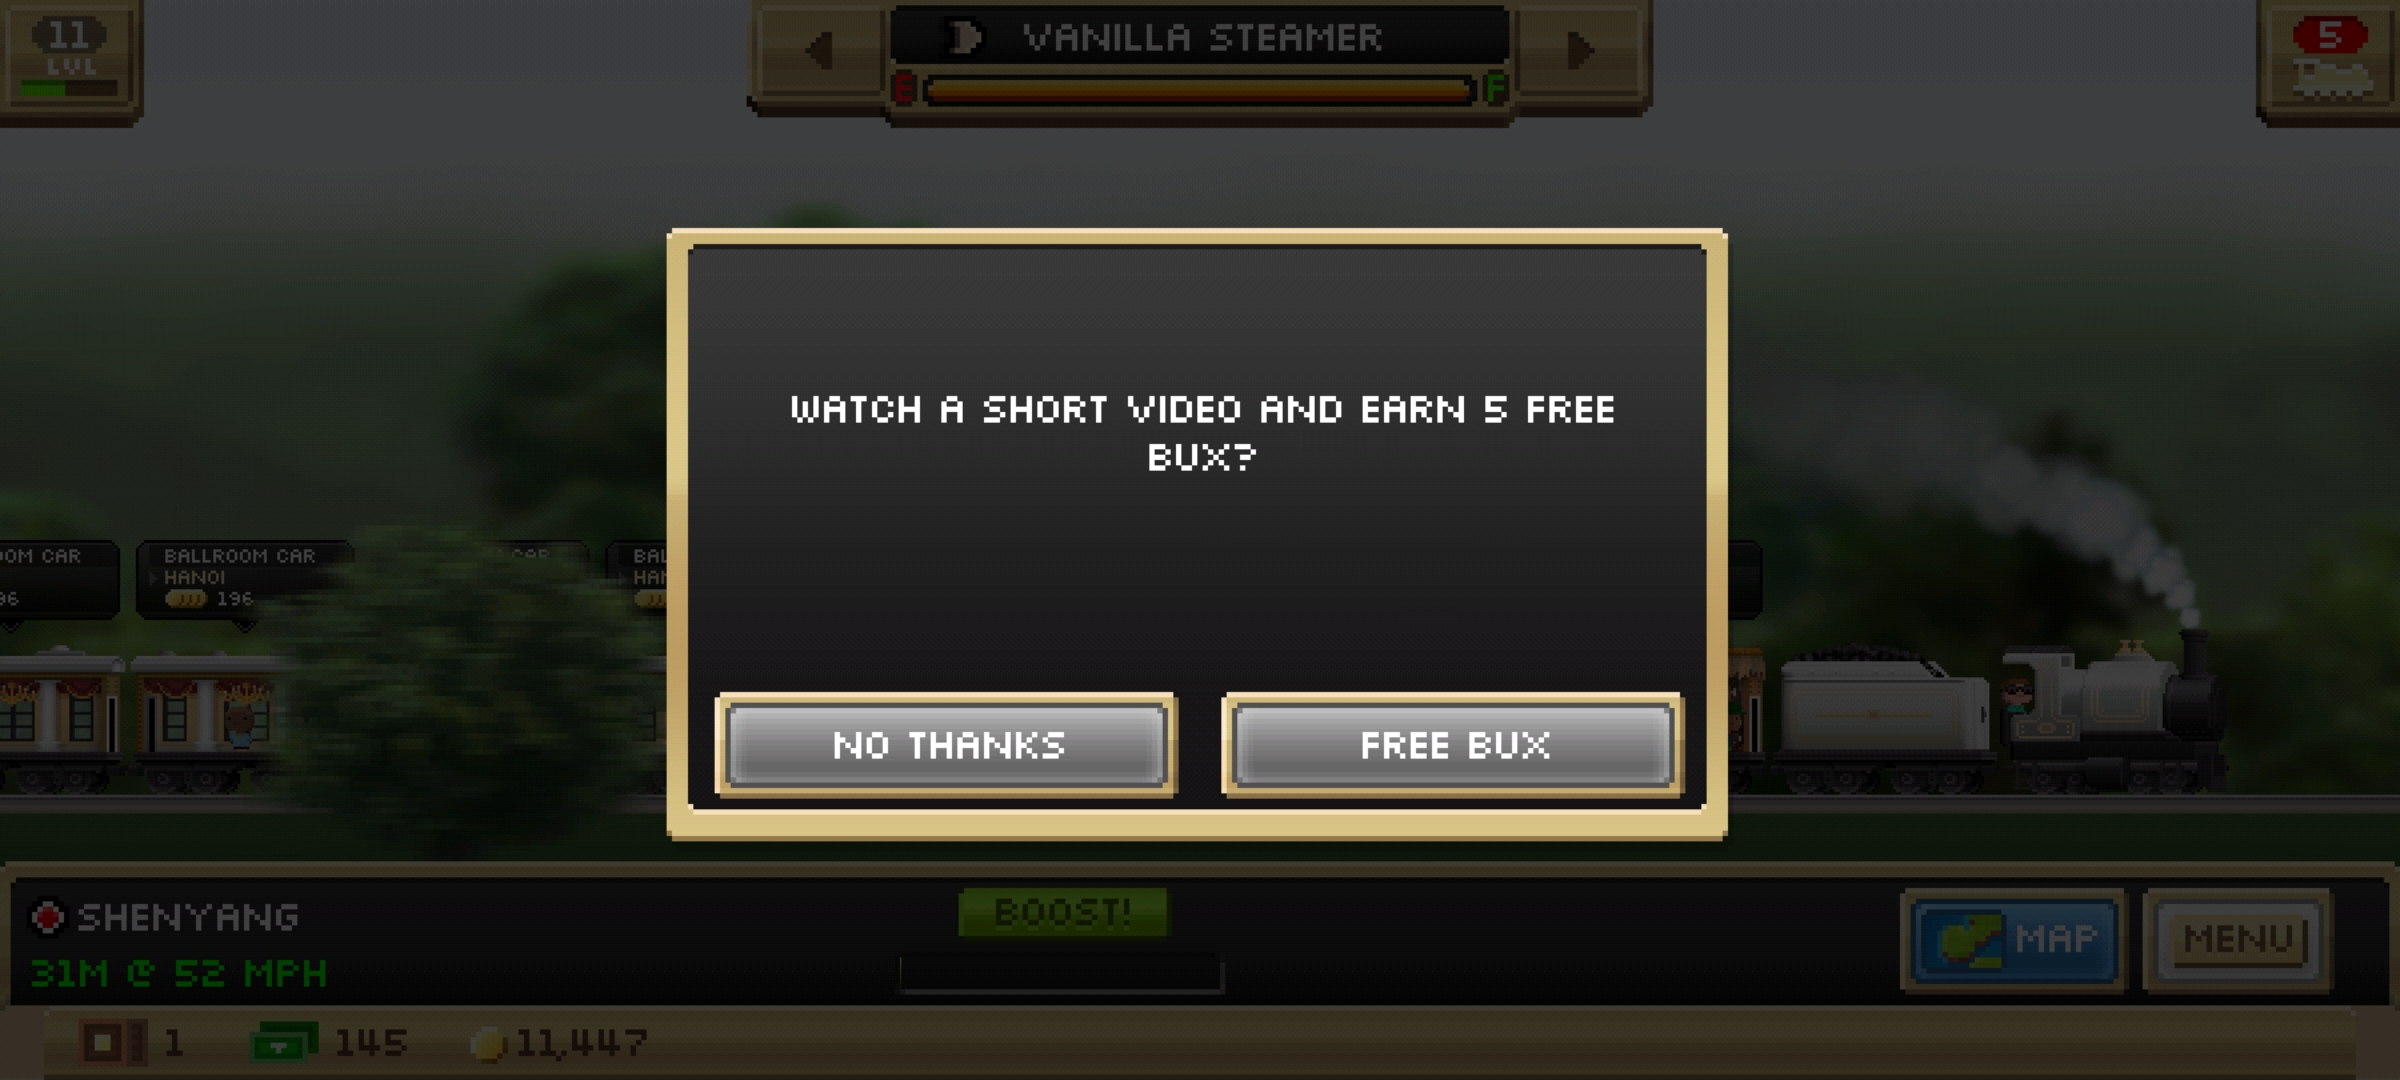 11
LVL
VANILLA STEAMER
E F
5
WATCH A SHORT VIDEO AND EARN 5 FREE
BUX?
NO THANKS
FREE BUX
OM CAR
96
BALLROOM CAR
HANOI
196
CAR
BAL
HAN
SHENYANG
31M @ 52 MPH
BOOST!
MAP
MENU
1
145
11,447